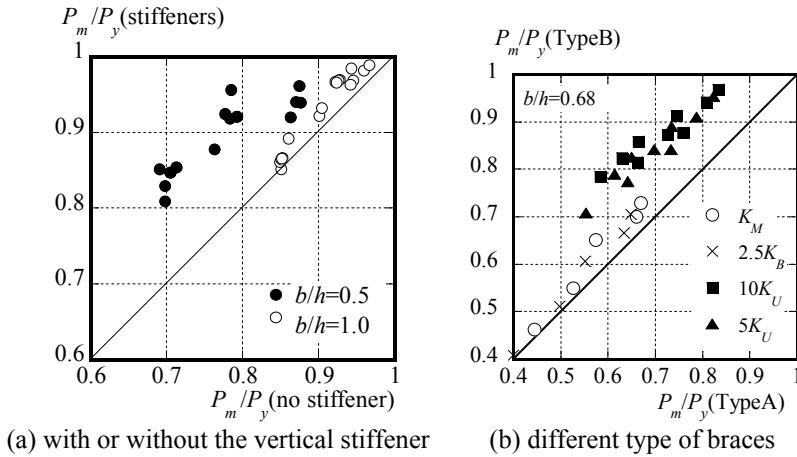 P_m/P_y(stiffeners)
1
0.9
0.8
0.7
0.6
0.6 0.7 0.8 0.9 1
b/h=0.5
b/h=1.0
P_m/P_y(no stiffener)
(a) with or without the vertical stiffener
P_m/P_y(TypeB)
1
0.9
0.8
0.7
0.6
0.5
0.4
0.4 0.5 0.6 0.7 0.8 0.9 1
b/h=0.68
K_M
2.5K_B
10K_U
5K_U
P_m/P_y(TypeA)
(b) different type of braces